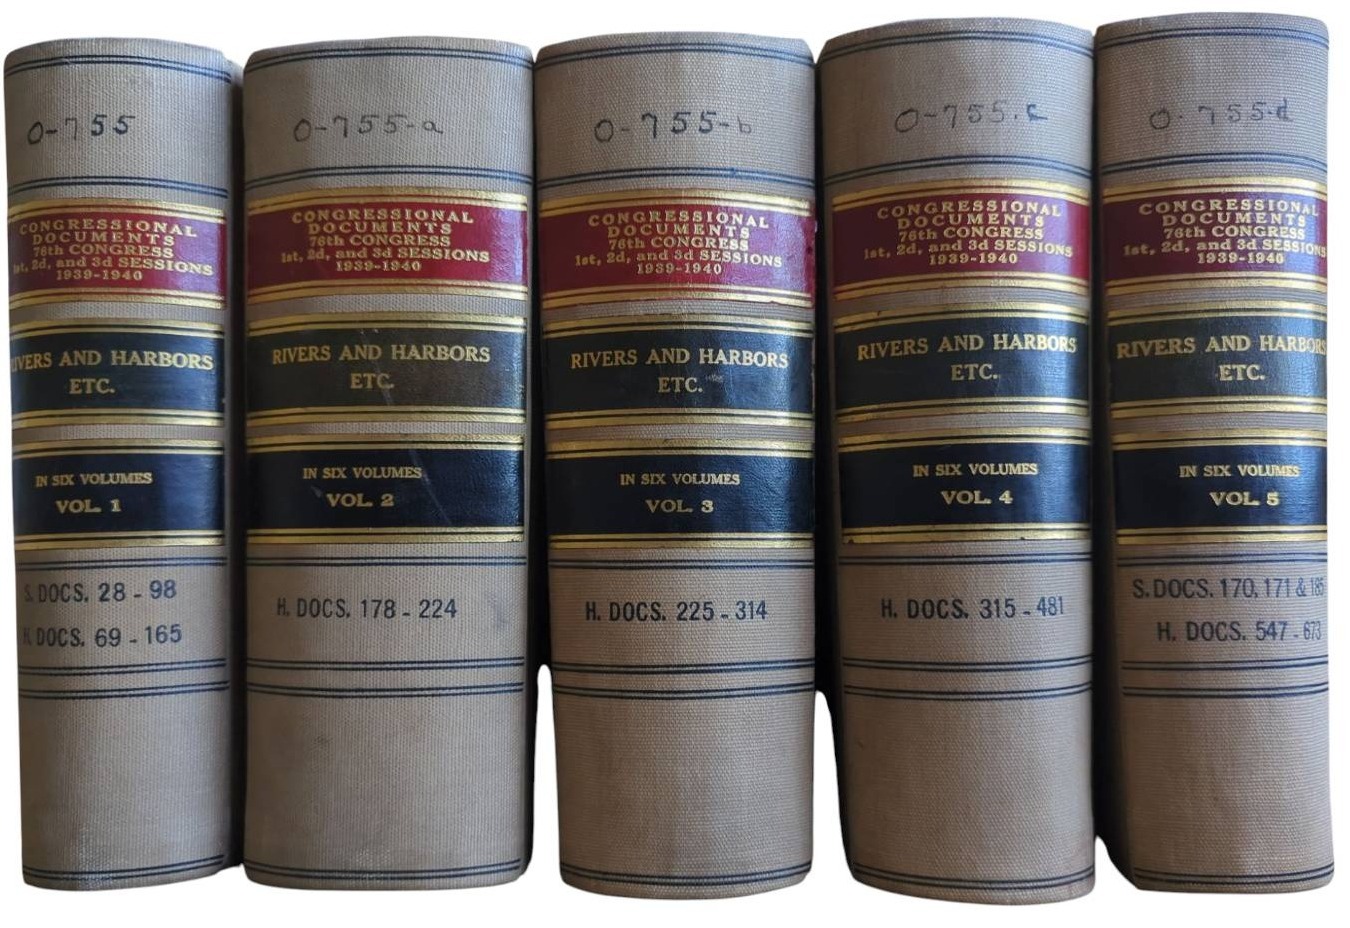 O-755
CONGRESSIONAL
DOCUMENTS
76th CONGRESS
1st, 2d, and 3d SESSIONS
1939-1940
RIVERS AND HARBORS
ETC.
IN SIX VOLUMES
VOL. 1
S. DOCS. 28 - 98
H. DOCS. 69 - 165
O-755-a
CONGRESSIONAL
DOCUMENTS
76th CONGRESS
1st, 2d, and 3d SESSIONS
1939-1940
RIVERS AND HARBORS
ETC.
IN SIX VOLUMES
VOL. 2
H. DOCS. 178 - 224
O-755-b
CONGRESSIONAL
DOCUMENTS
76th CONGRESS
1st, 2d, and 3d SESSIONS
1939-1940
RIVERS AND HARBORS
ETC.
IN SIX VOLUMES
VOL. 3
H. DOCS. 225 - 314
O-755.c
CONGRESSIONAL
DOCUMENTS
76th CONGRESS
1st, 2d, and 3d SESSIONS
1939-1940
RIVERS AND HARBORS
ETC.
IN SIX VOLUMES
VOL. 4
H. DOCS. 315 - 481
O-755-d
CONGRESSIONAL
DOCUMENTS
76th CONGRESS
1st, 2d, and 3d SESSIONS
1939-1940
RIVERS AND HARBORS
ETC.
IN SIX VOLUMES
VOL. 5
S. DOCS. 170, 171 & 185
H. DOCS. 547 - 673